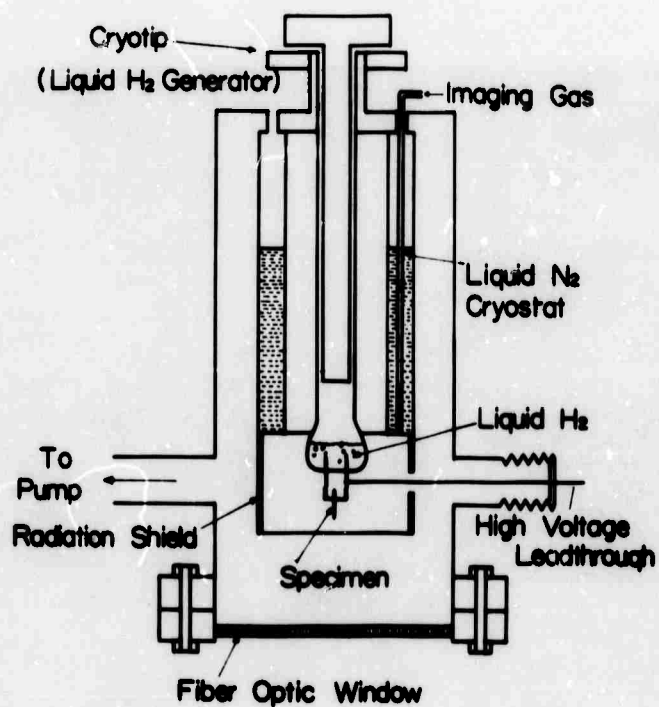 Cryotip
(Liquid H₂ Generator)
Imaging Gas
Liquid N₂
Cryostat
Liquid H₂
To
Pump
Radiation Shield
High Voltage
Leadthrough
Specimen
Fiber Optic Window